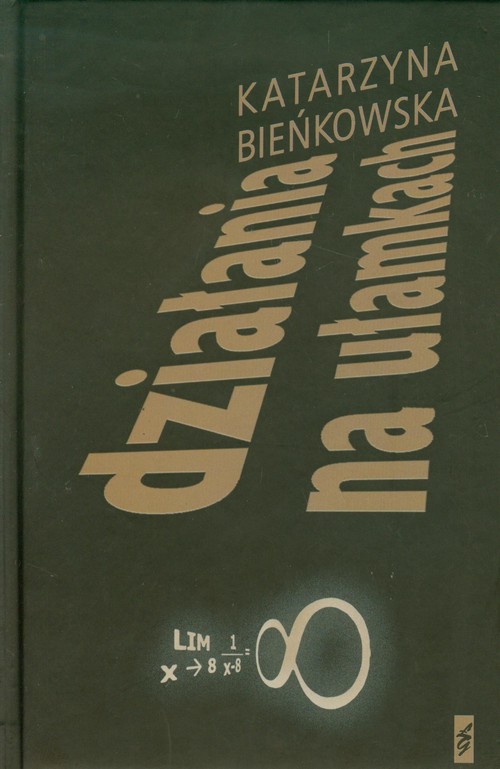 KATARZYNA
BIEŃKOWSKA
działania
na ułamkach
LIM 1
x → 8 x-8 = ∞